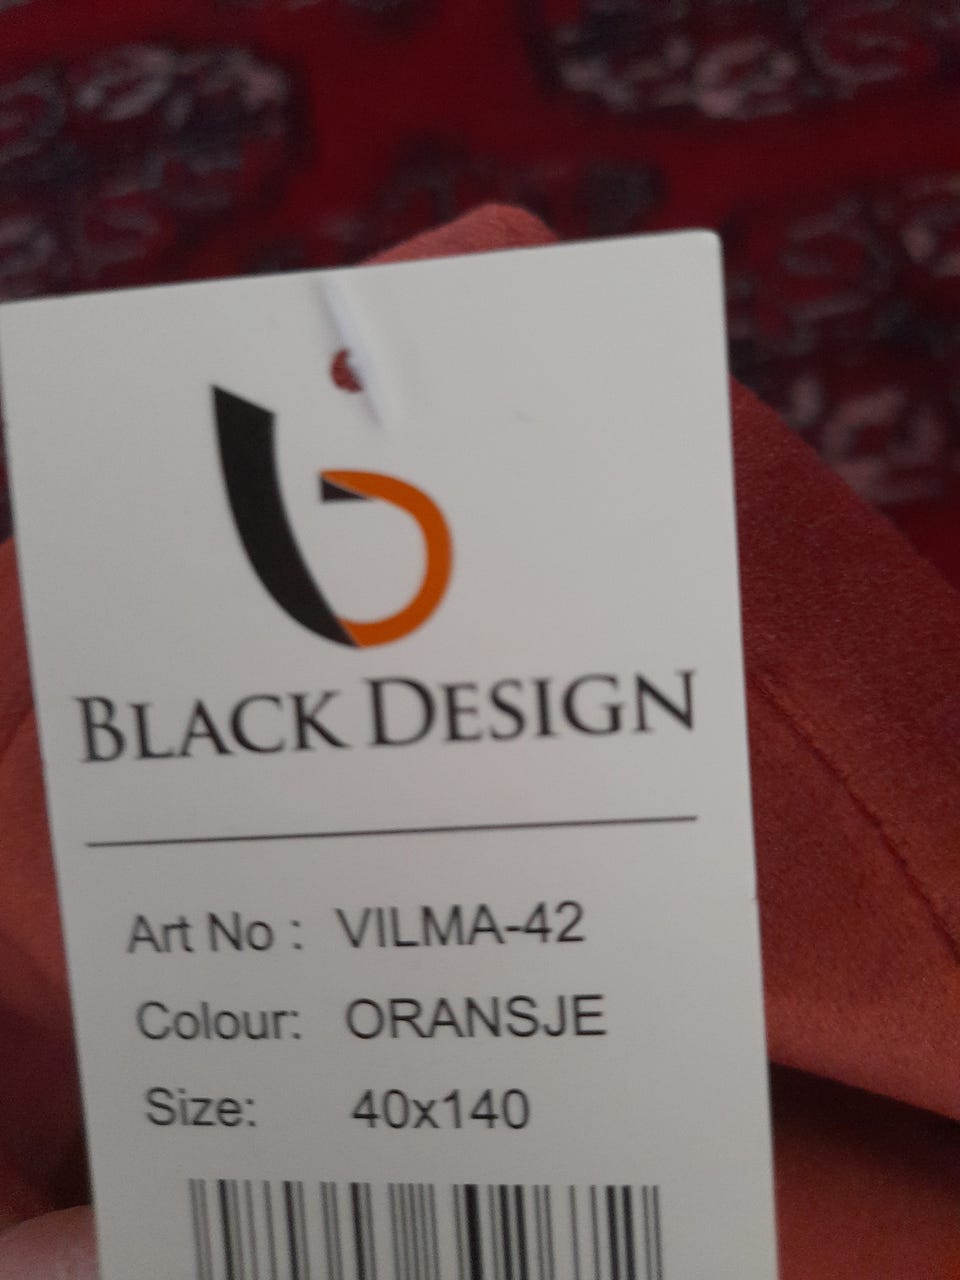 BLACK DESIGN
Art No : VILMA-42
Colour: ORANSJE
Size: 40x140